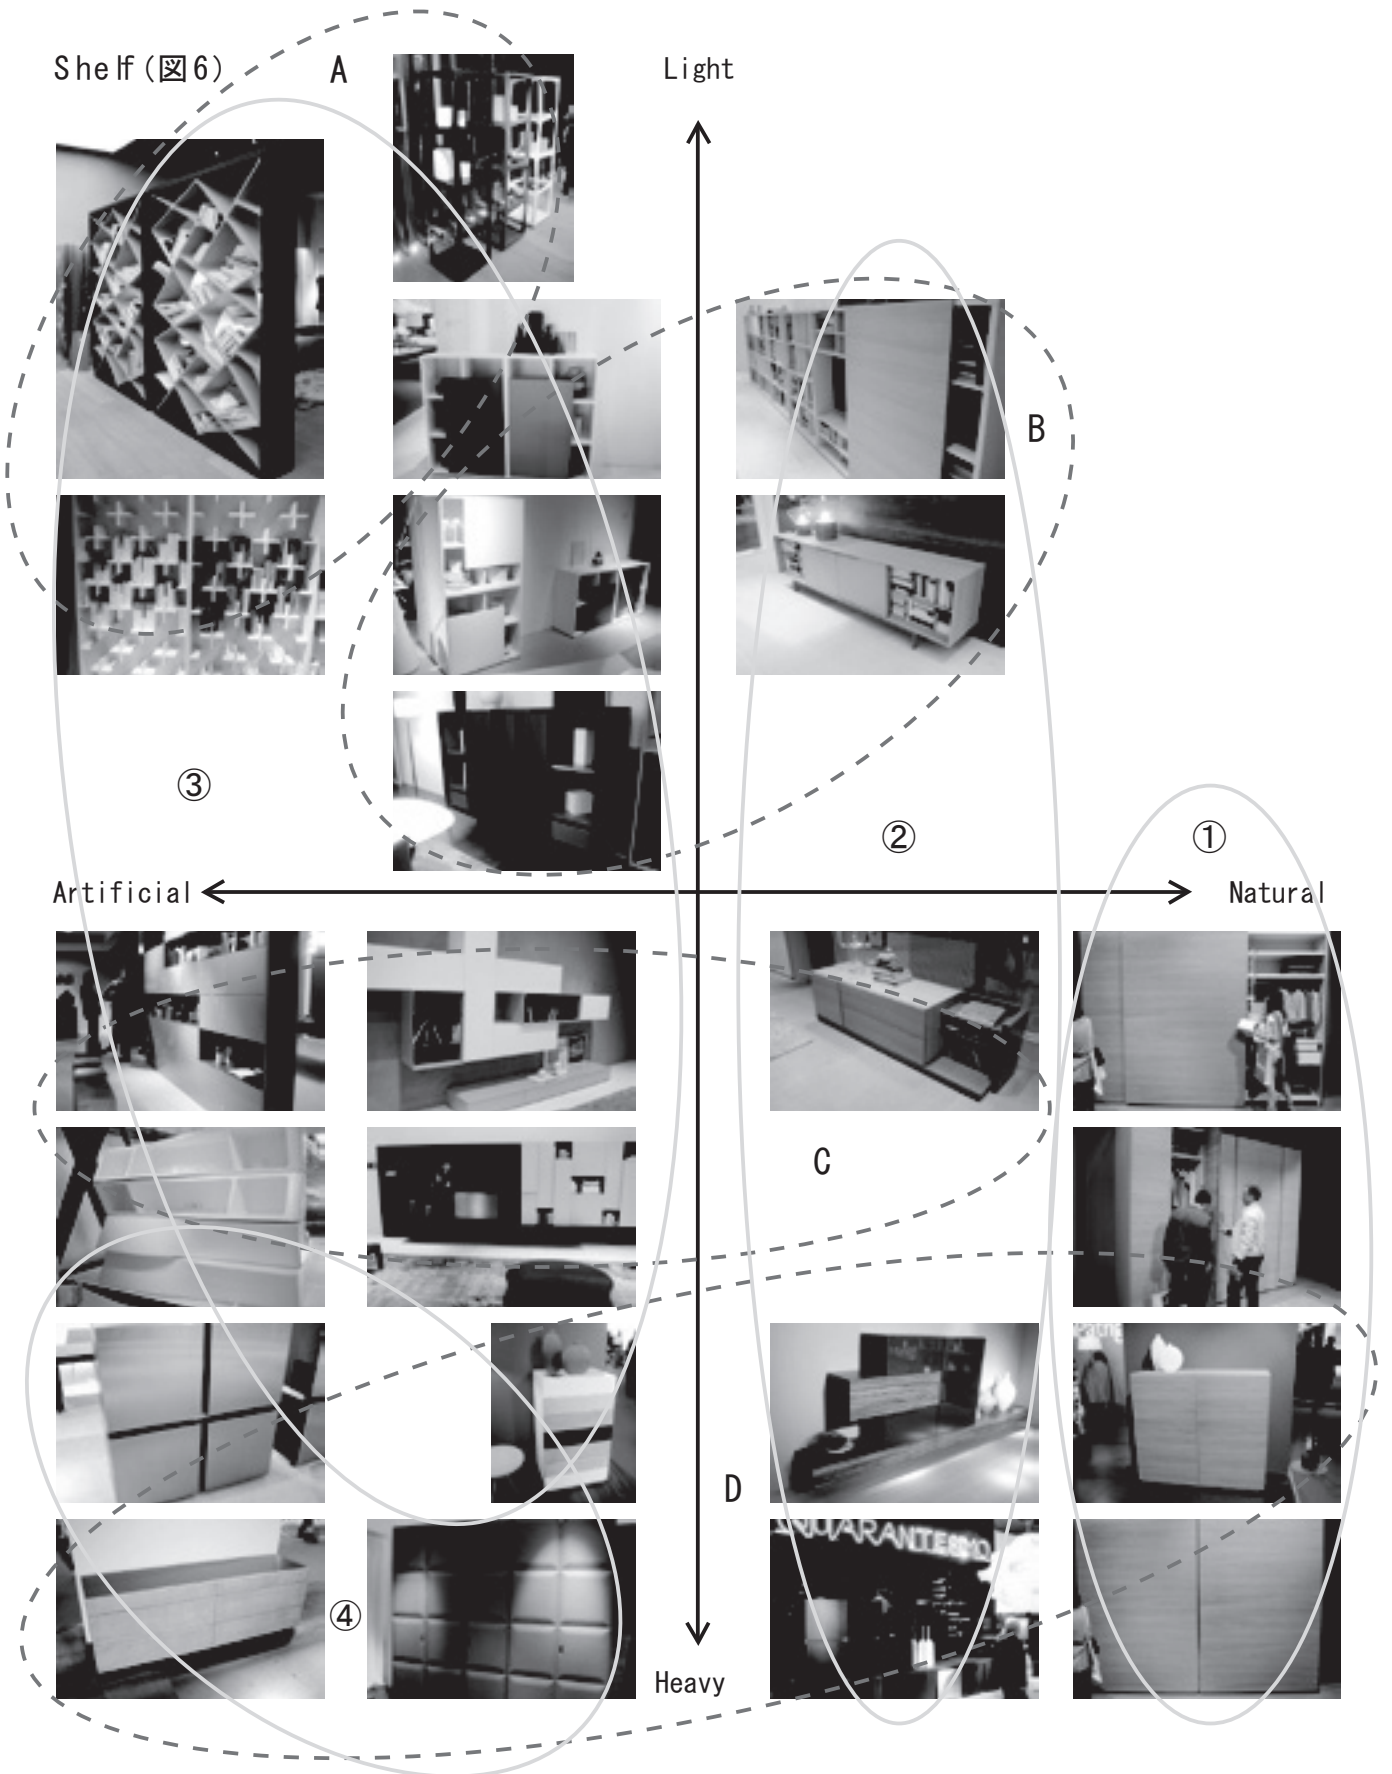 Shelf(図6)
A
Light
B
③
②
①
Artificial
Natural
C
D
④
Heavy